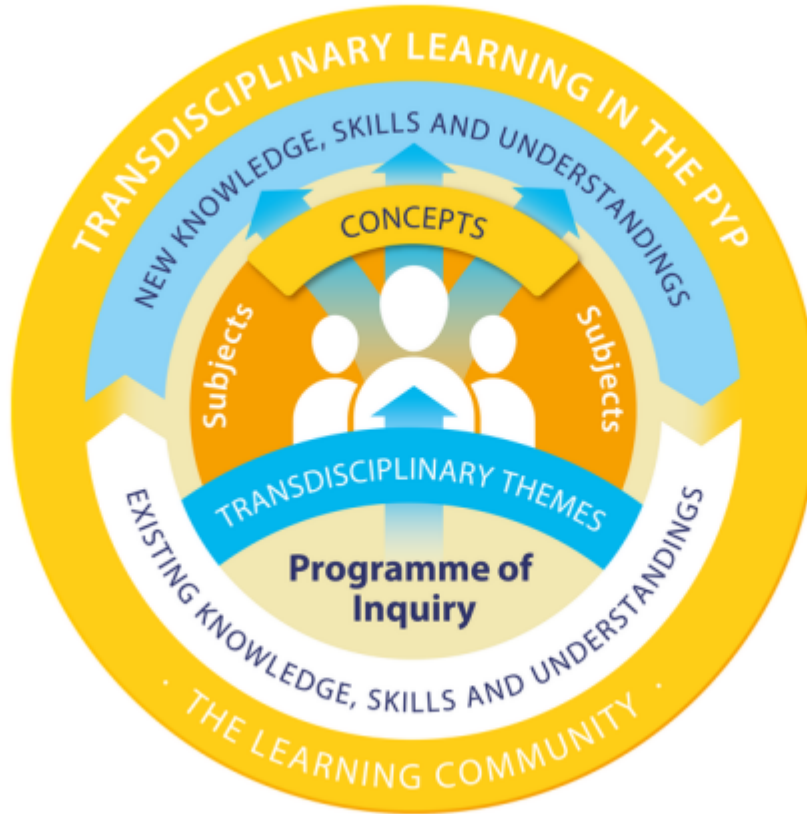 TRANSDISCIPLINARY LEARNING IN THE PYP
NEW KNOWLEDGE, SKILLS AND UNDERSTANDINGS
CONCEPTS
Subjects
Subjects
TRANSDISCIPLINARY THEMES
Programme of
Inquiry
EXISTING KNOWLEDGE, SKILLS AND UNDERSTANDINGS
· THE LEARNING COMMUNITY ·